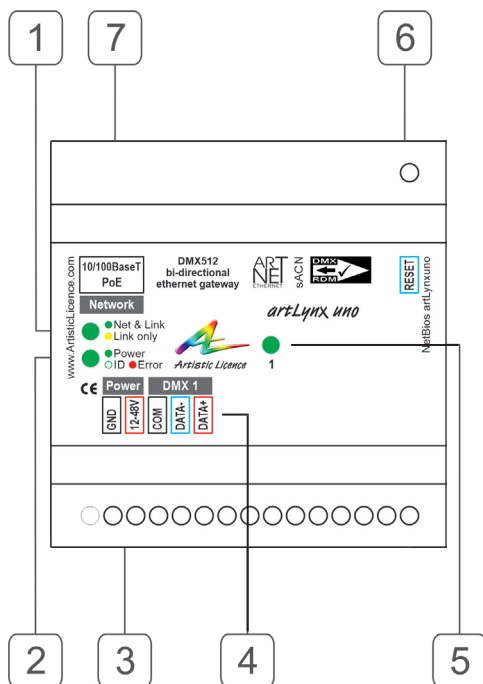 1
7
6
www.ArtisticLicence.com
10/100BaseT
PoE
Network
Net & Link
Link only
Power
ID Error
DMX512
bi-directional
ethernet gateway
ART
NET
ETHERNET
sACN
DMX
RDM
RESET
NetBios artLynxuno
artLynx uno
Artistic Licence
1
CE
Power
DMX 1
GND
12-48V
COM
DATA-
DATA+
2
3
4
5